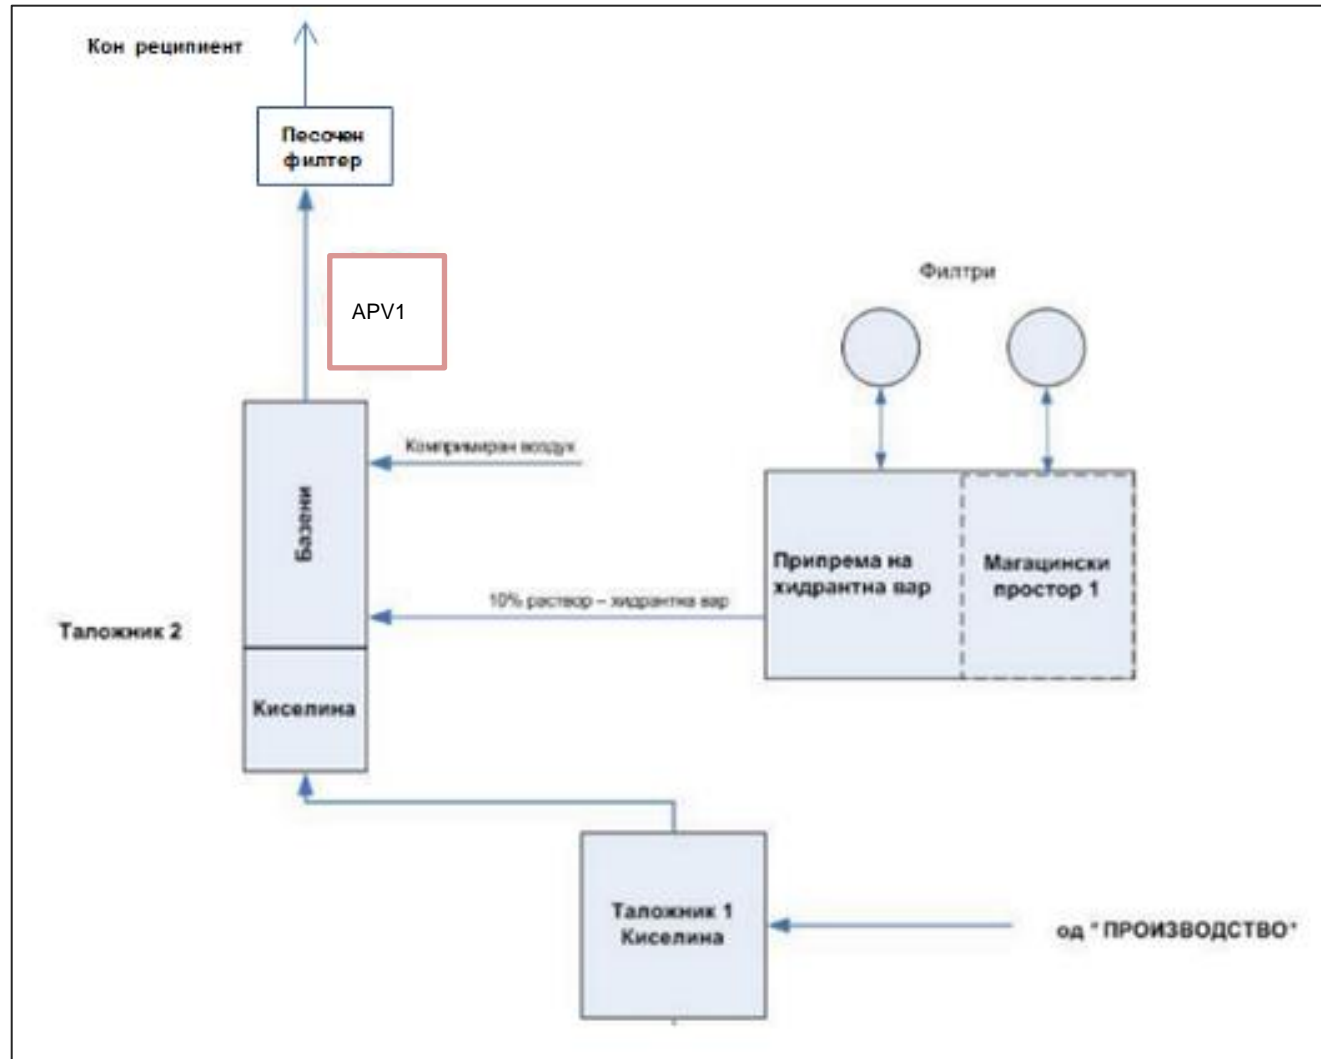 Кон реципиент
Песочен
филтер
APV1
Филтри
Компримиран воздух
Базени
Припрема на
хидрантна вар
Магацински
простор 1
10% раствор – хидрантна вар
Таложник 2
Киселина
Таложник 1
Киселина
од "ПРОИЗВОДСТВО"